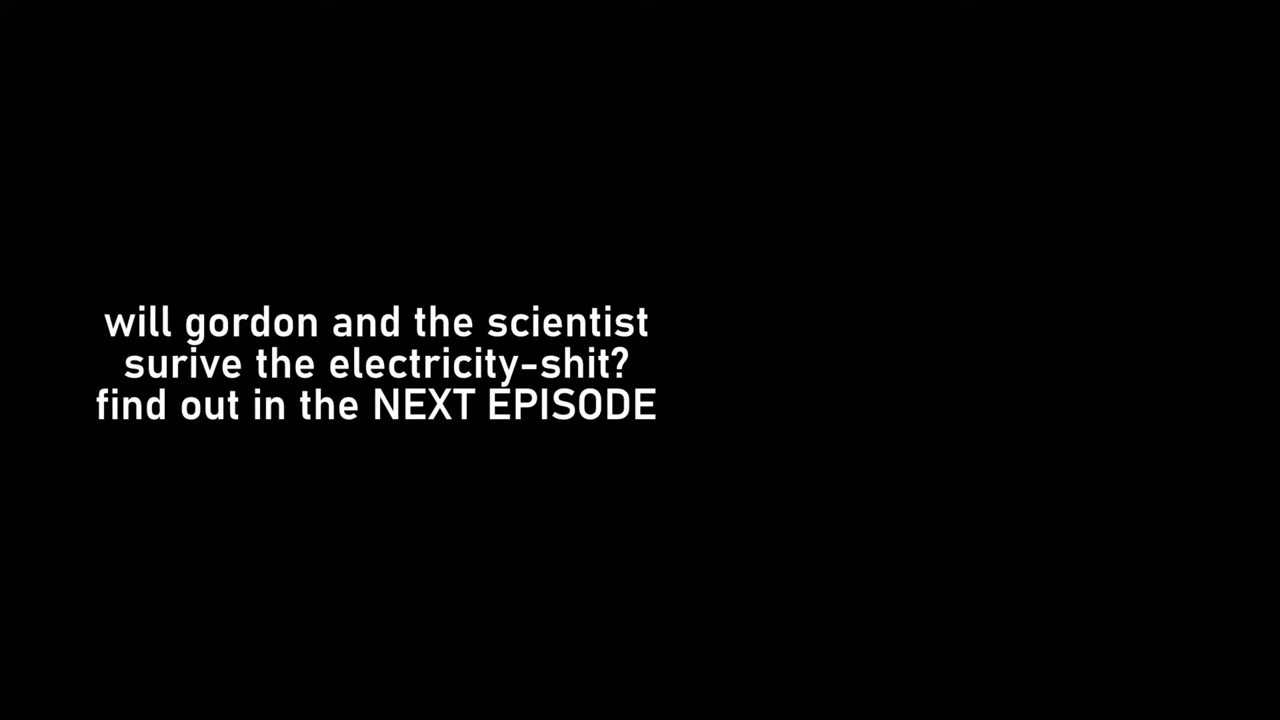 will gordon and the scientist
surive the electricity-shit?
find out in the NEXT EPISODE